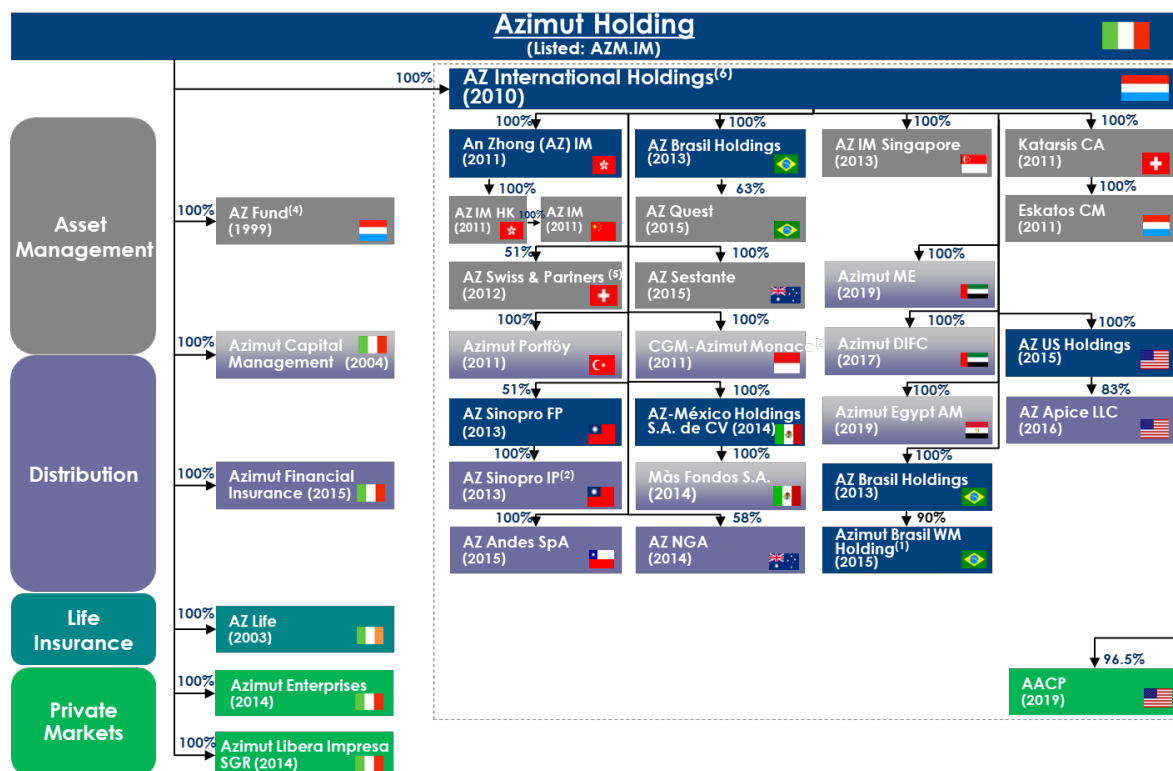 Azimut Holding
(Listed: AZM.IM)
100%
AZ International Holdings(6)
(2010)
Asset
Management
Distribution
Life
Insurance
Private
Markets
100%
AZ Fund(4)
(1999)
100%
Azimut Capital
Management (2004)
100%
Azimut Financial
Insurance (2015)
100%
AZ Life
(2003)
100%
Azimut Enterprises
(2014)
100%
Azimut Libera Impresa
SGR (2014)
100%
An Zhong (AZ) IM
(2011)
100%
AZ IM HK
(2011)
100%
AZ IM
(2011)
51%
AZ Swiss & Partners (5)
(2012)
100%
Azimut Portföy
(2011)
51%
AZ Sinopro FP
(2013)
100%
AZ Sinopro IP(2)
(2013)
100%
AZ Andes SpA
(2015)
100%
AZ Brasil Holdings
(2013)
63%
AZ Quest
(2015)
100%
AZ Sestante
(2015)
100%
CGM-Azimut Monaco
(2011)
100%
AZ-México Holdings
S.A. de CV (2014)
100%
Màs Fondos S.A.
(2014)
58%
AZ NGA
(2014)
100%
AZ IM Singapore
(2013)
100%
Azimut ME
(2019)
100%
Azimut DIFC
(2017)
100%
Azimut Egypt AM
(2019)
100%
AZ Brasil Holdings
(2013)
90%
Azimut Brasil WM
Holding(1)
(2015)
100%
Katarsis CA
(2011)
100%
Eskatos CM
(2011)
100%
AZ US Holdings
(2015)
83%
AZ Apice LLC
(2016)
96.5%
AACP
(2019)